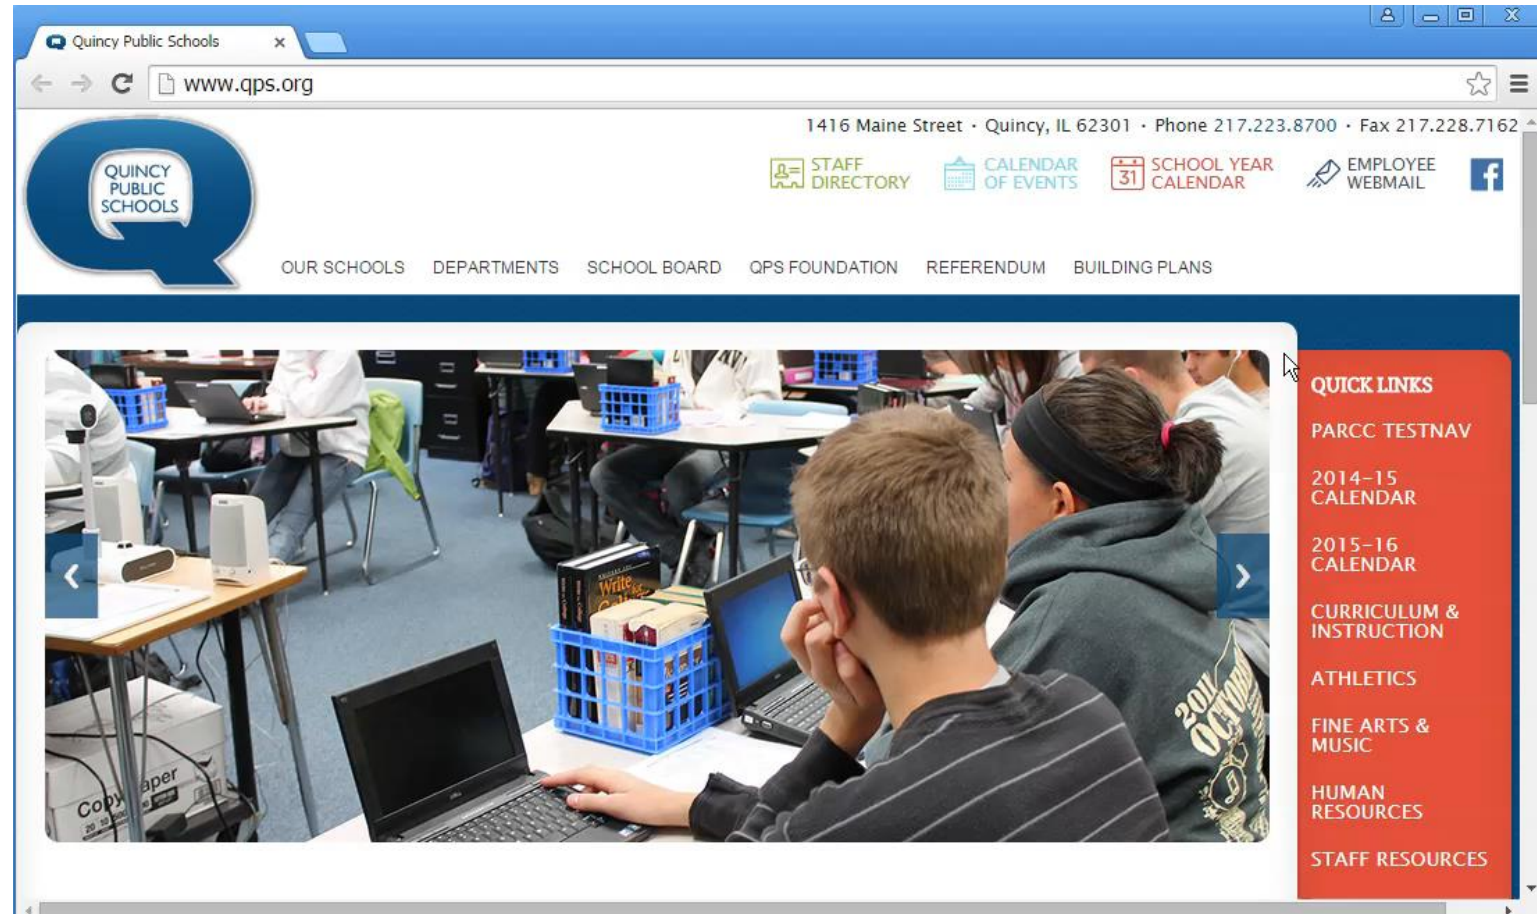 Quincy Public Schools
www.qps.org
1416 Maine Street · Quincy, IL 62301 · Phone 217.223.8700 · Fax 217.228.7162
QUINCY
PUBLIC
SCHOOLS
STAFF
DIRECTORY
CALENDAR
OF EVENTS
31
SCHOOL YEAR
CALENDAR
EMPLOYEE
WEBMAIL
f
OUR SCHOOLS DEPARTMENTS SCHOOL BOARD QPS FOUNDATION REFERENDUM BUILDING PLANS
QUICK LINKS
PARCC TESTNAV
2014-15
CALENDAR
2015-16
CALENDAR
CURRICULUM &
INSTRUCTION
ATHLETICS
FINE ARTS &
MUSIC
HUMAN
RESOURCES
STAFF RESOURCES
Write
for
2011
OCTOBER